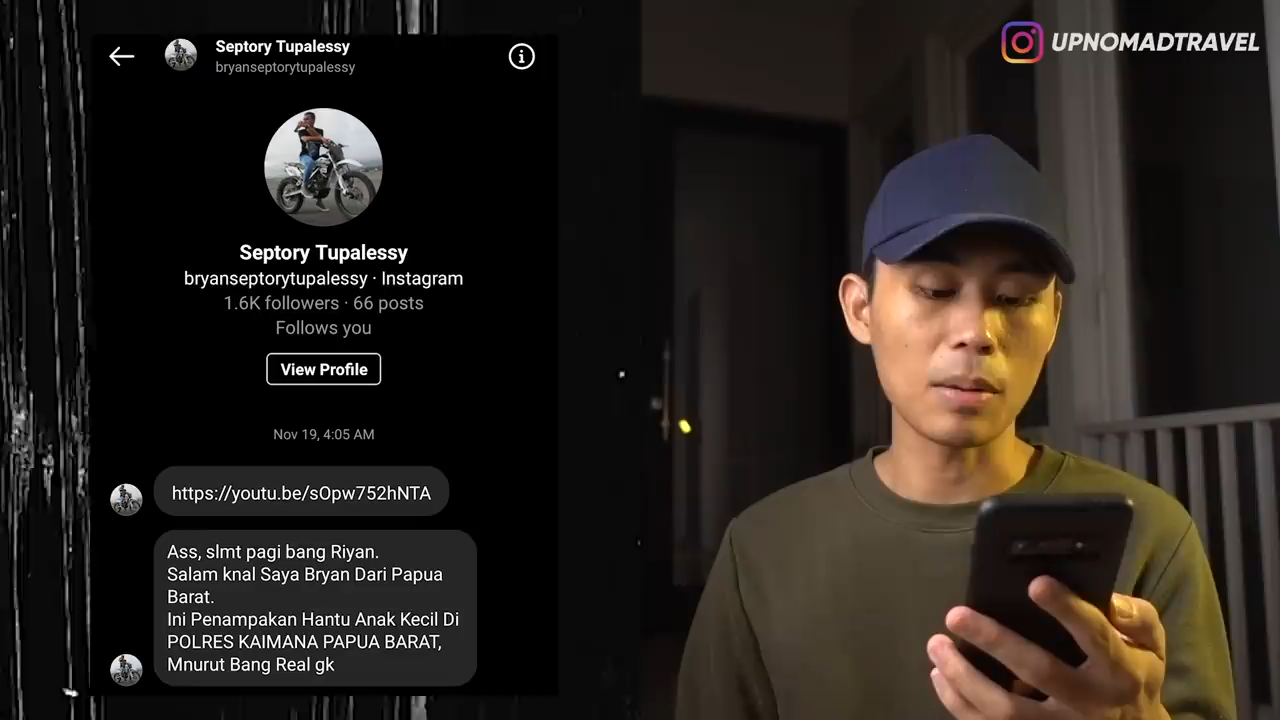 Septory Tupalessy
bryanseptorytupalessy
UPNOMADTRAVEL
Septory Tupalessy
bryanseptorytupalessy · Instagram
1.6K followers · 66 posts
Follows you
View Profile
Nov 19, 4:05 AM
https://youtu.be/sOpw752hNTA
Ass, slmt pagi bang Riyan.
Salam knal Saya Bryan Dari Papua
Barat.
Ini Penampakan Hantu Anak Kecil Di
POLRES KAIMANA PAPUA BARAT,
Mnurut Bang Real gk